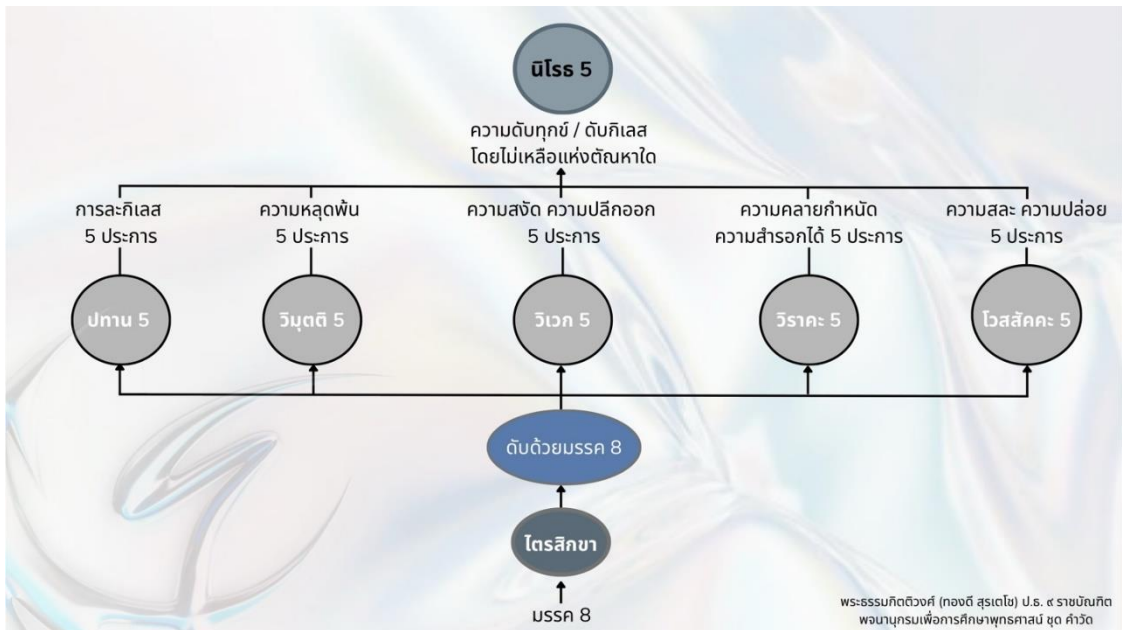 นิโรธ 5
ความดับทุกข์ / ดับกิเลส
โดยไม่เหลือแห่งตัณหาใด
การละกิเลส
5 ประการ
ความหลุดพ้น
5 ประการ
ความสงัด ความปลีกออก
5 ประการ
ความคลายกำหนัด
ความสำรอกได้ 5 ประการ
ความสละ ความปล่อย
5 ประการ
ปหาน 5
วิมุตติ 5
วิเวก 5
วิราคะ 5
โวสสัคคะ 5
ดับด้วยมรรค 8
ไตรสิกขา
มรรค 8
พระธรรมกิตติวงศ์ (ทองดี สุรเตโช) ป.ธ. ๙ ราชบัณฑิต
พจนานุกรมเพื่อการศึกษาพุทธศาสน์ ชุด คำวัด